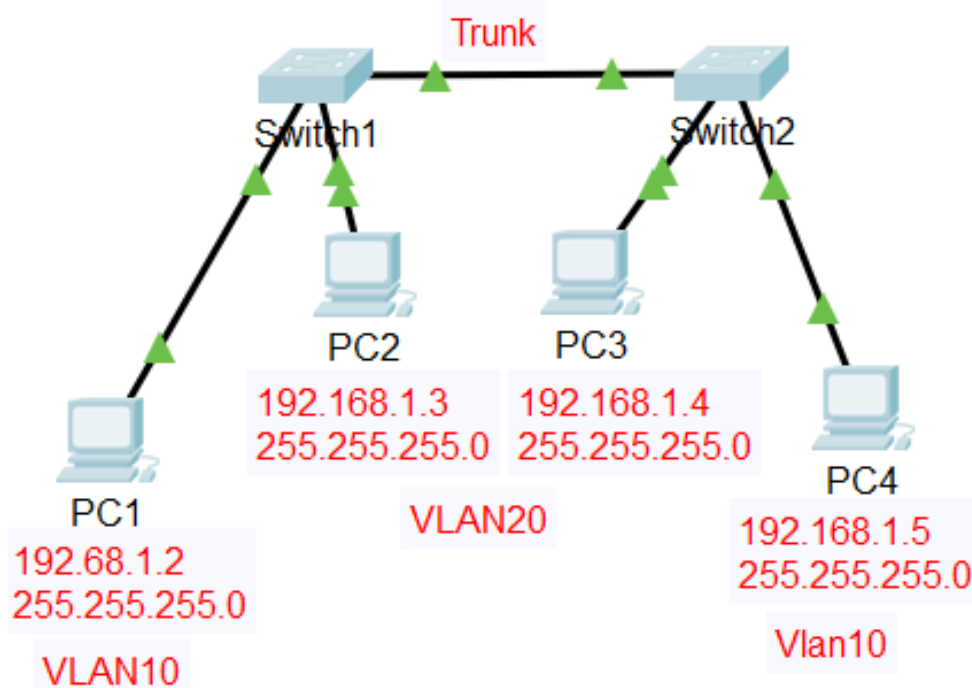 Trunk
Switch1
Switch2
PC2
192.168.1.3
255.255.255.0
PC3
192.168.1.4
255.255.255.0
VLAN20
PC1
192.68.1.2
255.255.255.0
VLAN10
PC4
192.168.1.5
255.255.255.0
Vlan10